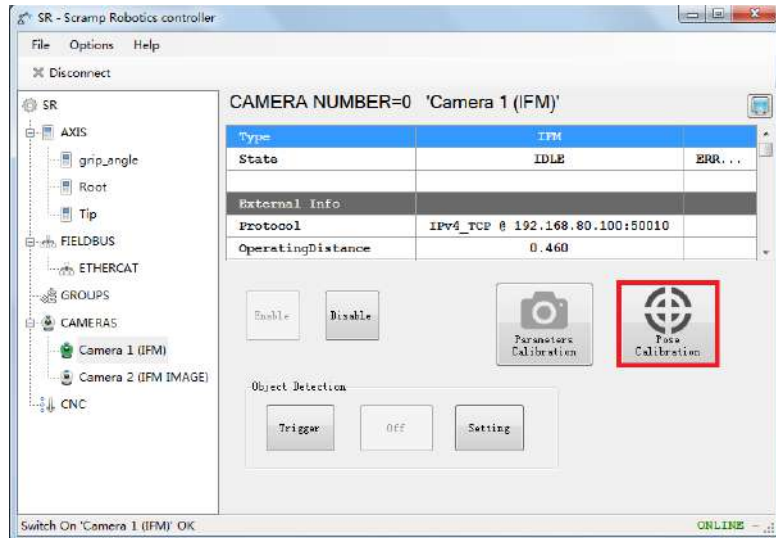 SR - Scramp Robotics controller
File Options Help
Disconnect
SR
AXIS
grip_angle
Root
Tip
FIELDBUS
ETHERCAT
GROUPS
CAMERAS
Camera 1 (IFM)
Camera 2 (IFM IMAGE)
CNC
CAMERA NUMBER=0 'Camera 1 (IFM)'
Type IFM
State IDLE ERR...
External Info
Protocol IPv4_TCP @ 192.168.80.100:50010
OperatingDistance 0.460
Enable Disable
Parameters
Calibration
Pose
Calibration
Object Detection
Trigger Off Setting
Switch On 'Camera 1 (IFM)' OK ONLINE -